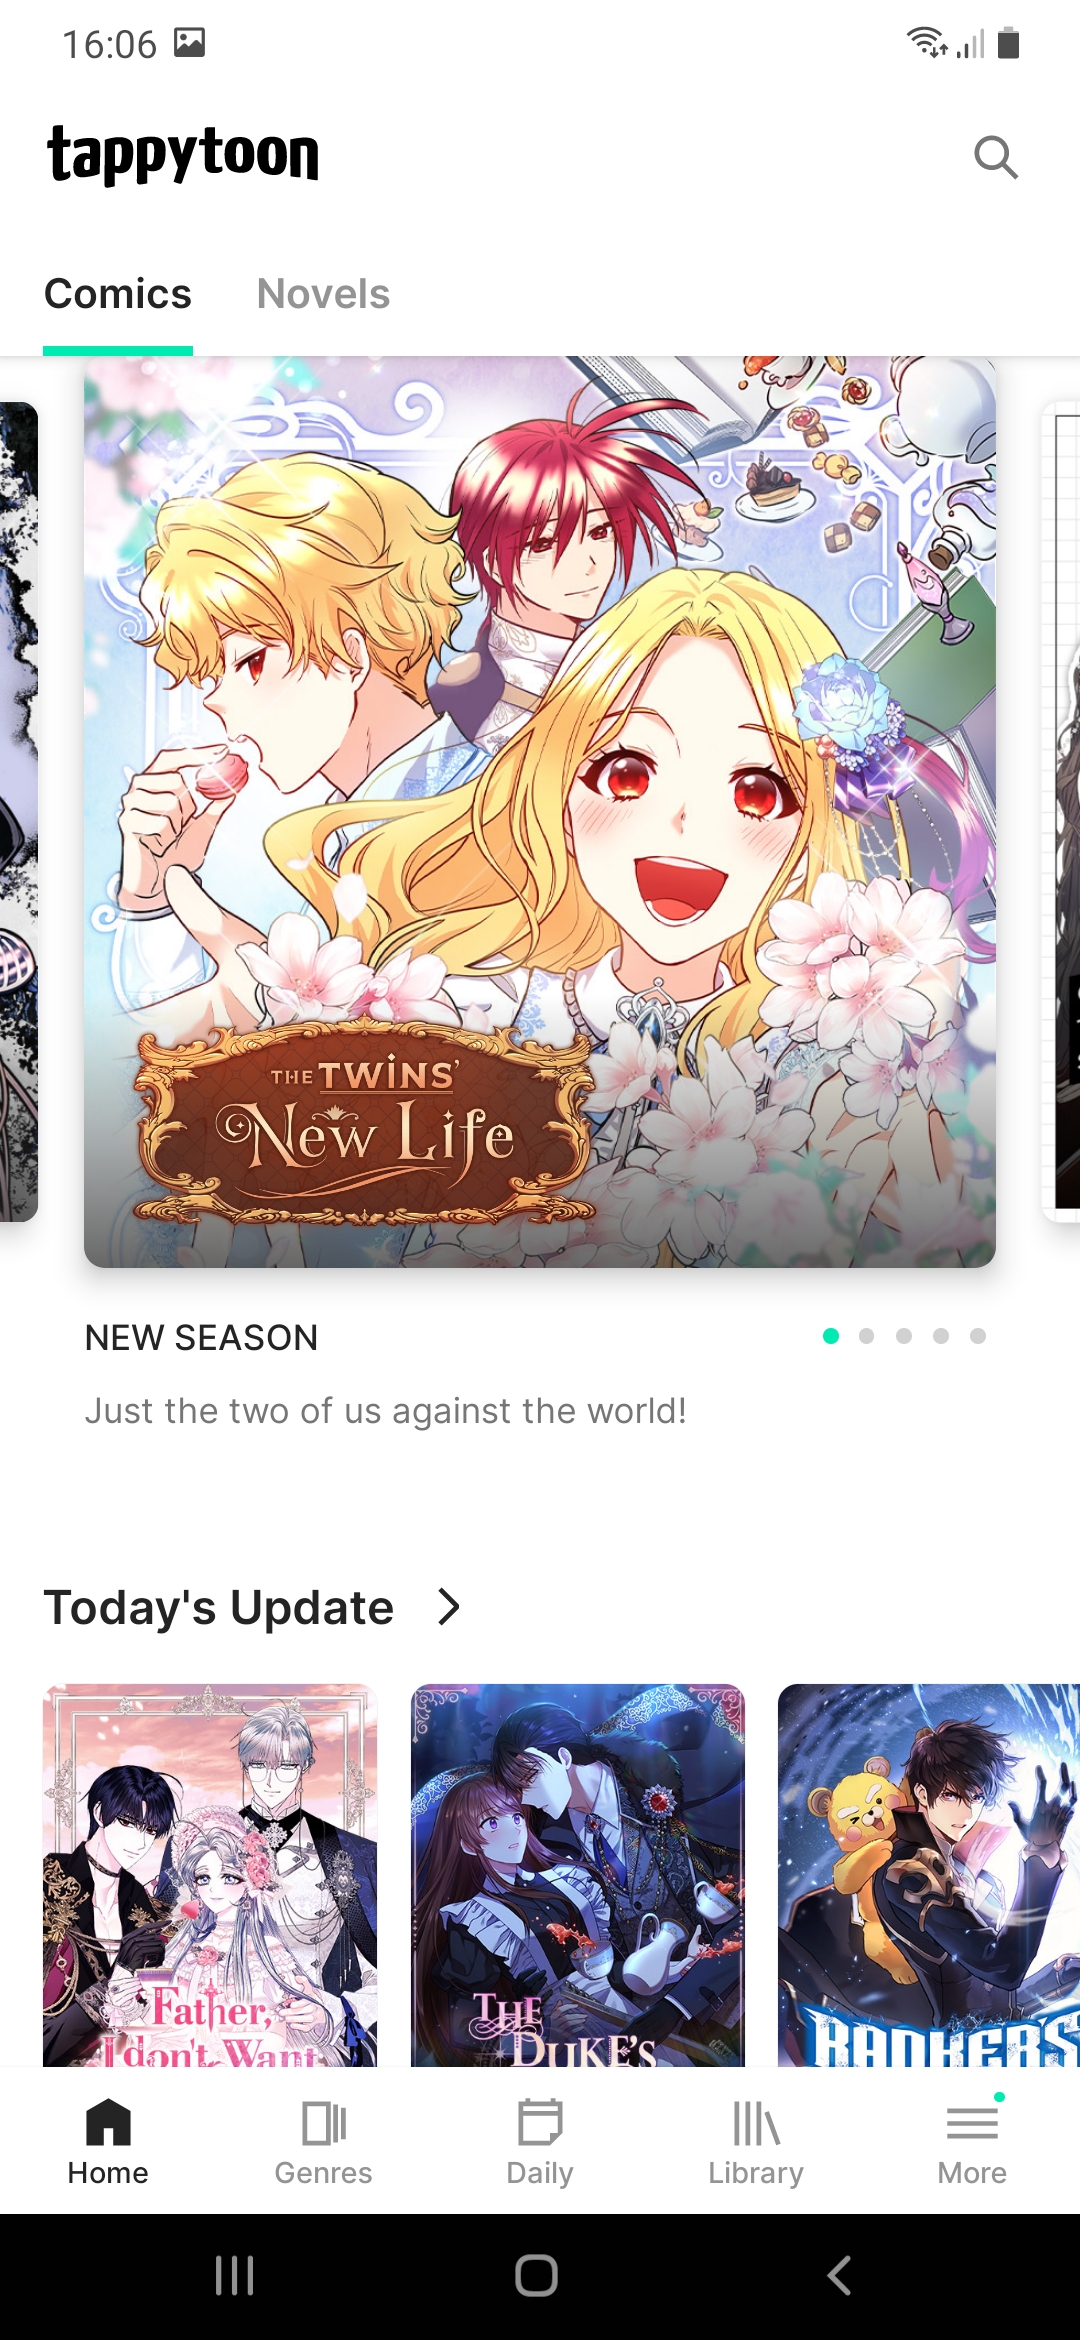 16:06
tappytoon
Comics
Novels
THE TWINS'
New Life
NEW SEASON
Just the two of us against the world!
Today's Update
Father,
I don't Want
THE
DUKE'S
RANKER'S
Home
Genres
Daily
Library
More